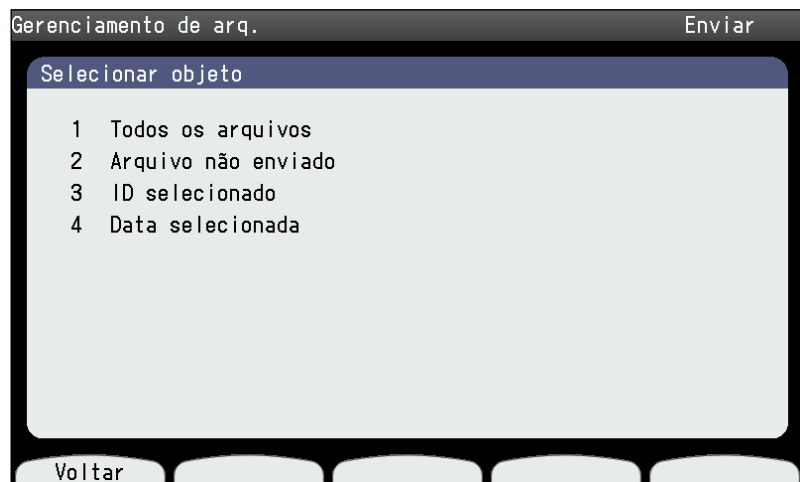 Gerenciamento de arq. Enviar
Selecionar objeto
1 Todos os arquivos
2 Arquivo não enviado
3 ID selecionado
4 Data selecionada
Voltar